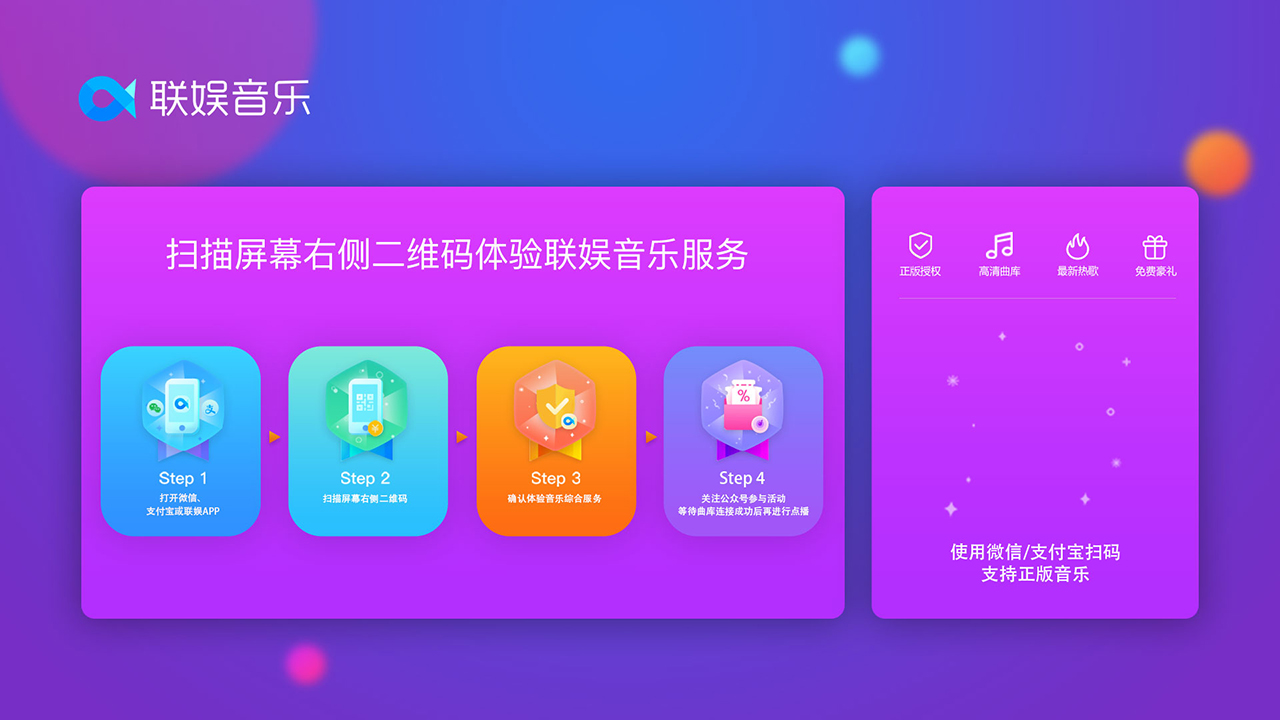 联娱音乐
扫描屏幕右侧二维码体验联娱音乐服务
Step 1
打开微信、
支付宝或联娱APP
Step 2
扫描屏幕右侧二维码
Step 3
确认体验音乐综合服务
%
Step 4
关注公众号参与活动
等待曲库连接成功后再进行点播
正版授权
高清曲库
最新热歌
免费豪礼
使用微信/支付宝扫码
支持正版音乐